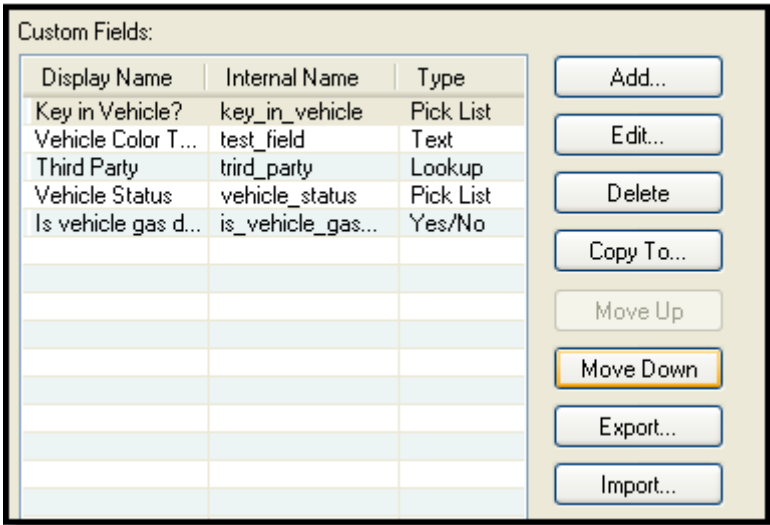 Custom Fields:
Display Name Internal Name Type
Key in Vehicle? key_in_vehicle Pick List
Vehicle Color T... test_field Text
Third Party trird_party Lookup
Vehicle Status vehicle_status Pick List
Is vehicle gas d... is_vehicle_gas... Yes/No
Add...
Edit...
Delete
Copy To...
Move Up
Move Down
Export...
Import...